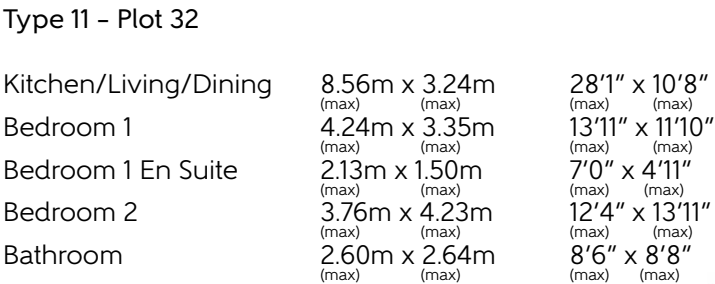 Type 11 – Plot 32
Kitchen/Living/Dining 8.56m x 3.24m 28'1" x 10'8"
(max) (max) (max) (max)
Bedroom 1 4.24m x 3.35m 13'11" x 11'10"
(max) (max) (max) (max)
Bedroom 1 En Suite 2.13m x 1.50m 7'0" x 4'11"
(max) (max) (max) (max)
Bedroom 2 3.76m x 4.23m 12'4" x 13'11"
(max) (max) (max) (max)
Bathroom 2.60m x 2.64m 8'6" x 8'8"
(max) (max) (max) (max)